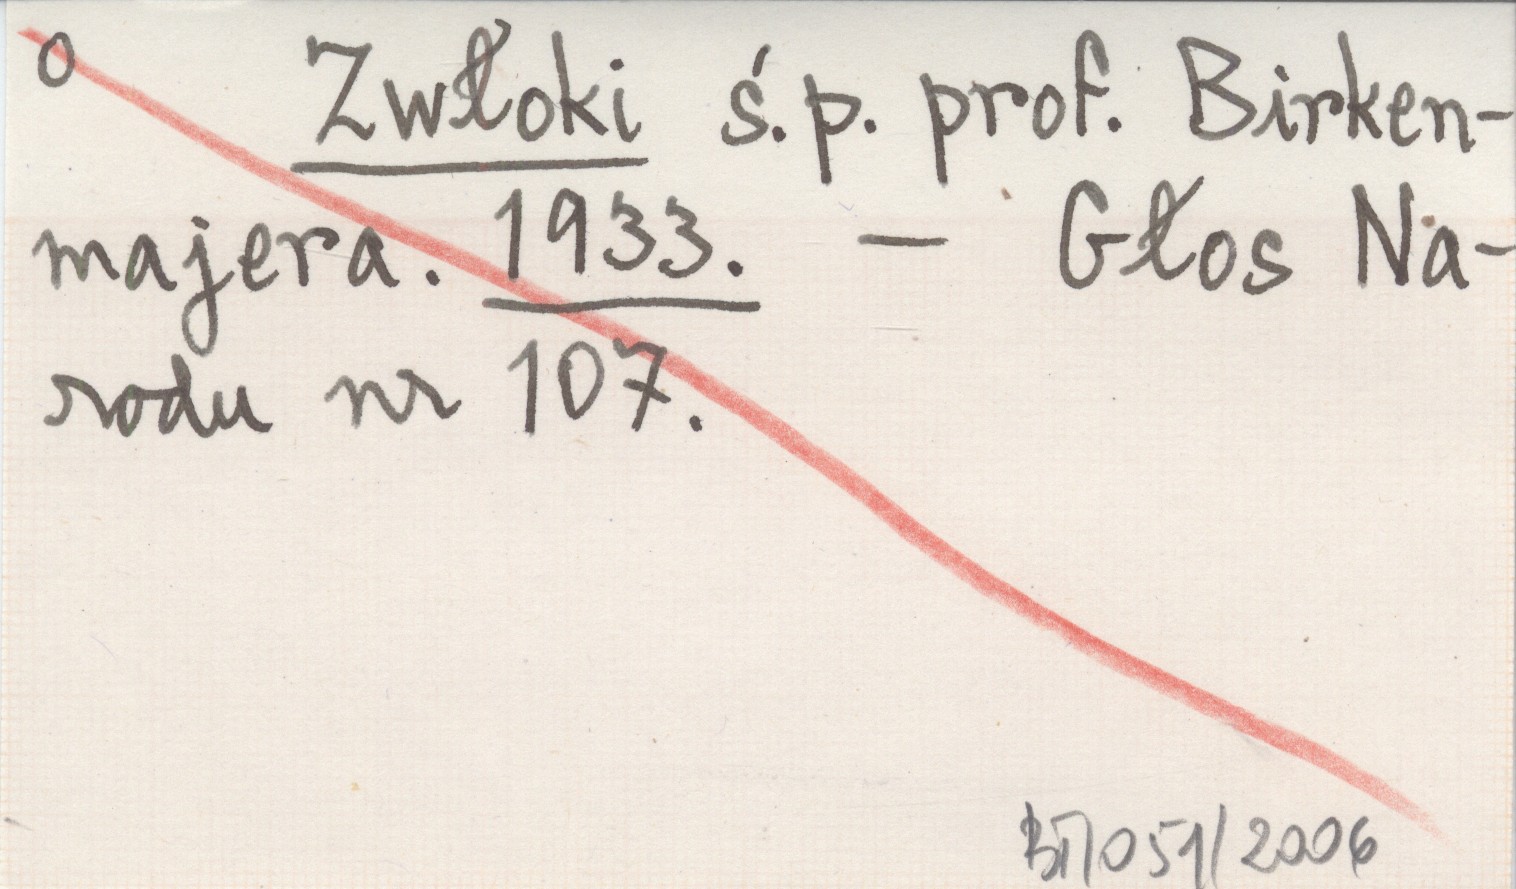 o Zwłoki ś.p. prof. Birken-
majera. 1933. – Głos Na-
rodu nr 107.
051/2006